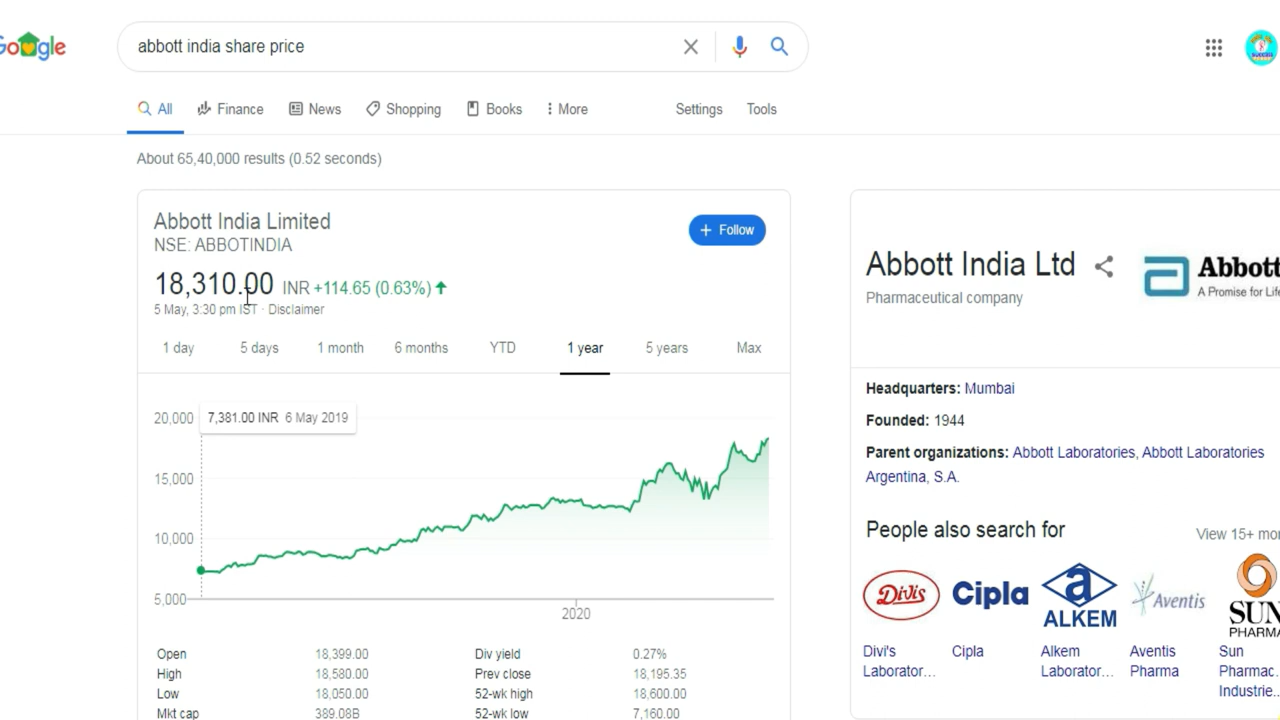 Google
abbott india share price
All Finance News Shopping Books More Settings Tools
About 65,40,000 results (0.52 seconds)
Abbott India Limited
NSE: ABBOTINDIA
Follow
18,310.00 INR +114.65 (0.63%)
5 May, 3:30 pm IST · Disclaimer
1 day 5 days 1 month 6 months YTD 1 year 5 years Max
7,381.00 INR 6 May 2019
20,000
15,000
10,000
5,000
2020
Open 18,399.00 Div yield 0.27%
High 18,580.00 Prev close 18,195.35
Low 18,050.00 52-wk high 18,600.00
Mkt cap 389.08B 52-wk low 7,160.00
Abbott India Ltd
Pharmaceutical company
Abbott
A Promise for Life
Headquarters: Mumbai
Founded: 1944
Parent organizations: Abbott Laboratories, Abbott Laboratories
Argentina, S.A.
People also search for
View 15+ mor
Divi's Cipla a ALKEM Aventis SUN PHARMA
Divi's Cipla Alkem Aventis Sun
Laborator… Laborator… Pharma Pharmac…
Industrie…